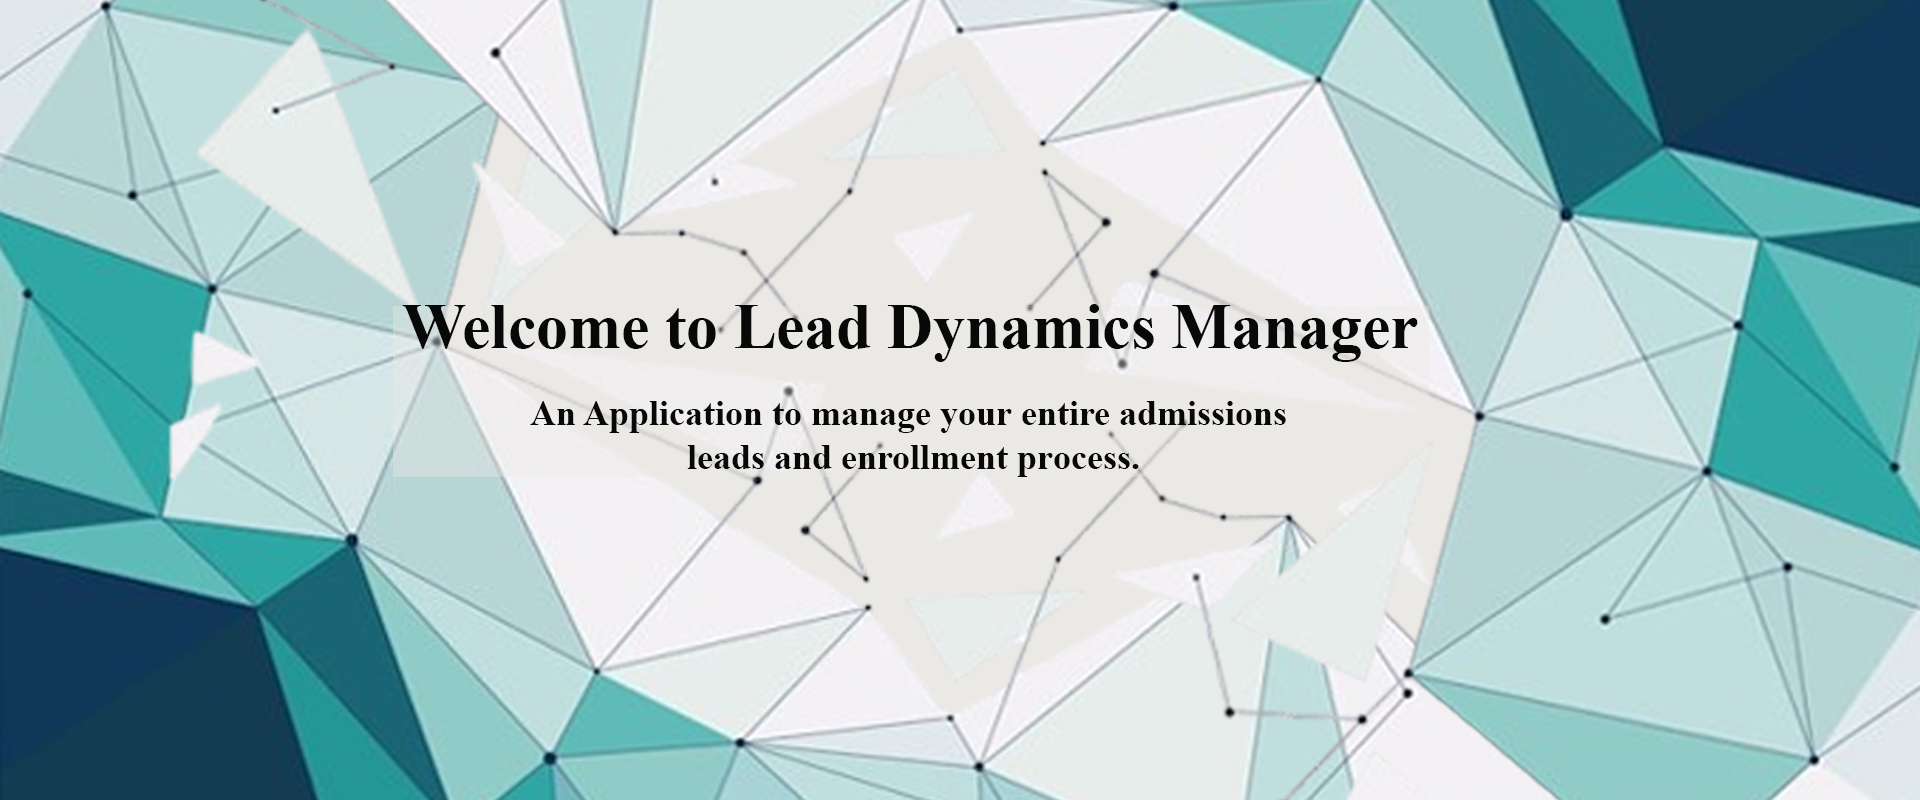 Welcome to Lead Dynamics Manager
An Application to manage your entire admissions
leads and enrollment process.